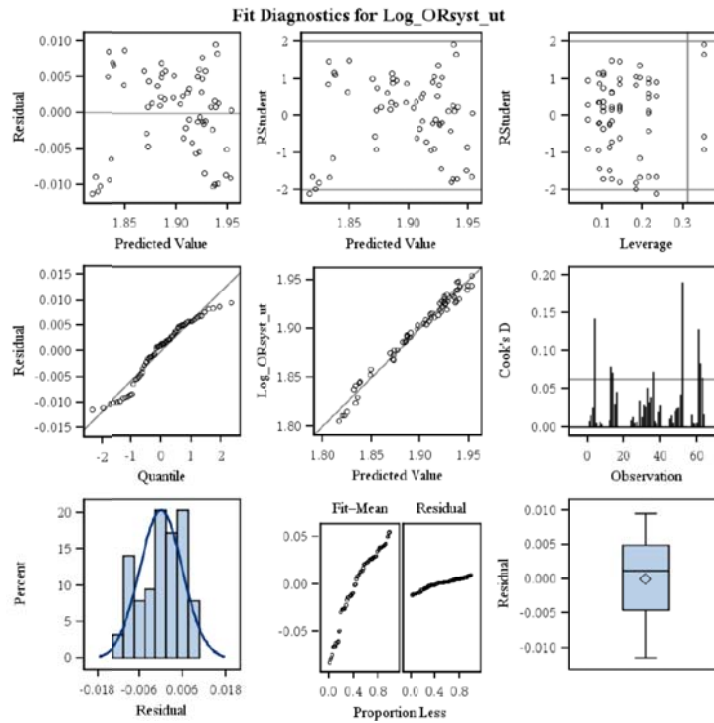 Fit Diagnostics for Log_ORsyst_ut
0.010
0.005
0.000
-0.005
-0.010
Residual
1.85 1.90 1.95
Predicted Value
2
1
0
-1
-2
RStudent
1.85 1.90 1.95
Predicted Value
2
1
0
-1
-2
RStudent
0.1 0.2 0.3
Leverage
0.015
0.010
0.005
0.000
-0.005
-0.010
-0.015
Residual
-2 -1 0 1 2
Quantile
1.95
1.90
1.85
1.80
Log_ORsyst_ut
1.80 1.85 1.90 1.95
Predicted Value
0.20
0.15
0.10
0.05
0.00
Cook's D
0 20 40 60
Observation
20
15
10
5
0
Percent
-0.018 -0.006 0.006 0.018
Residual
Fit–Mean Residual
0.05
0.00
-0.05
0.0 0.4 0.8 0.0 0.4 0.8
Proportion Less
0.010
0.005
0.000
-0.005
-0.010
Residual